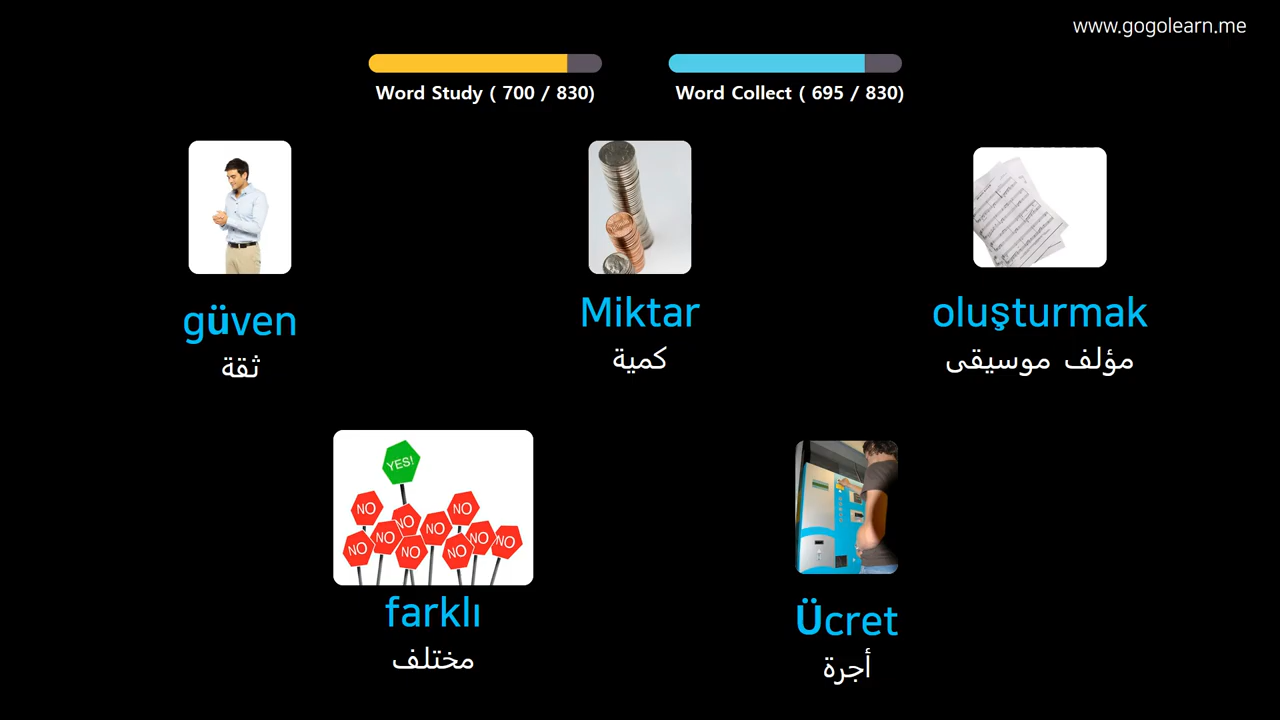 www.gogolearn.me
Word Study ( 700 / 830)
Word Collect ( 695 / 830)
güven
ثقة
Miktar
كمية
oluşturmak
مؤلف موسيقى
YES!
NO
NO
NO
NO
NO
NO
NO
NO
NO
NO
farklı
مختلف
Ücret
أجرة